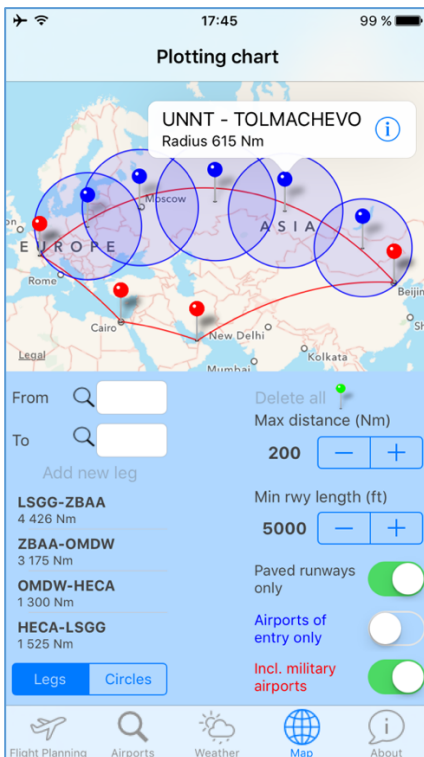 17:45
99 %
Plotting chart
UNNT - TOLMACHEVO
Radius 615 Nm
Moscow
ASIA
EUROPE
Rome
Beijin
Cairo
New Delhi
Kolkata
Mumbai
Legal
From
To
Add new leg
LSGG-ZBAA
4 426 Nm
ZBAA-OMDW
3 175 Nm
OMDW-HECA
1 300 Nm
HECA-LSGG
1 525 Nm
Legs
Circles
Delete all
Max distance (Nm)
200
−
+
Min rwy length (ft)
5000
−
+
Paved runways
only
Airports of
entry only
Incl. military
airports
Flight Planning
Airports
Weather
Map
About